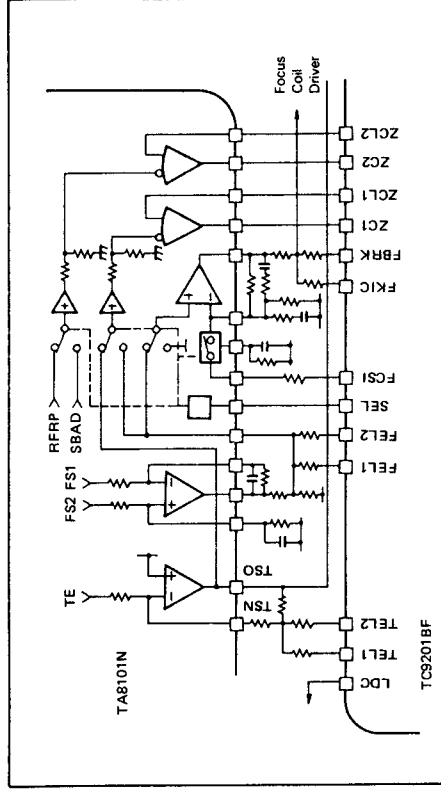 TA8101N
TE
FS2
FS1
SBAD
RFRP
TSN
TSO
Focus
Coil
Driver
LDC
TEL1
TEL2
FEL1
FEL2
SEL
FCSI
FKIC
FBRK
ZC1
ZCL1
ZC2
ZCL2
TC9201BF